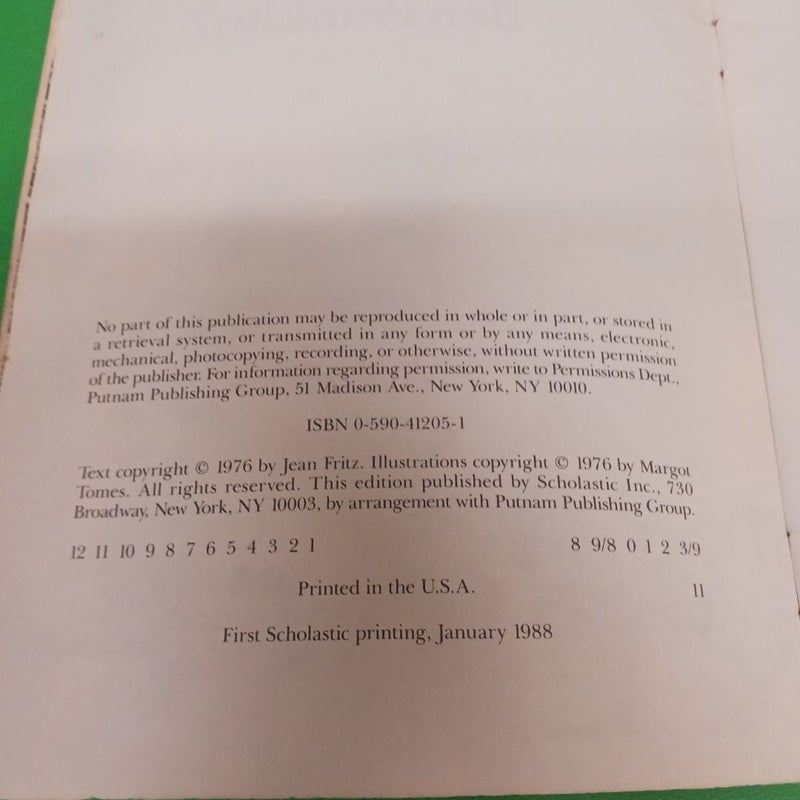 No part of this publication may be reproduced in whole or in part, or stored in
a retrieval system, or transmitted in any form or by any means, electronic,
mechanical, photocopying, recording, or otherwise, without written permission
of the publisher. For information regarding permission, write to Permissions Dept.,
Putnam Publishing Group, 51 Madison Ave., New York, NY 10010.
ISBN 0-590-41205-1
Text copyright © 1976 by Jean Fritz. Illustrations copyright © 1976 by Margot
Tomes. All rights reserved. This edition published by Scholastic Inc., 730
Broadway, New York, NY 10003, by arrangement with Putnam Publishing Group.
12 11 10 9 8 7 6 5 4 3 2 1 8 9/8 0 1 2 3/9
Printed in the U.S.A. 11
First Scholastic printing, January 1988